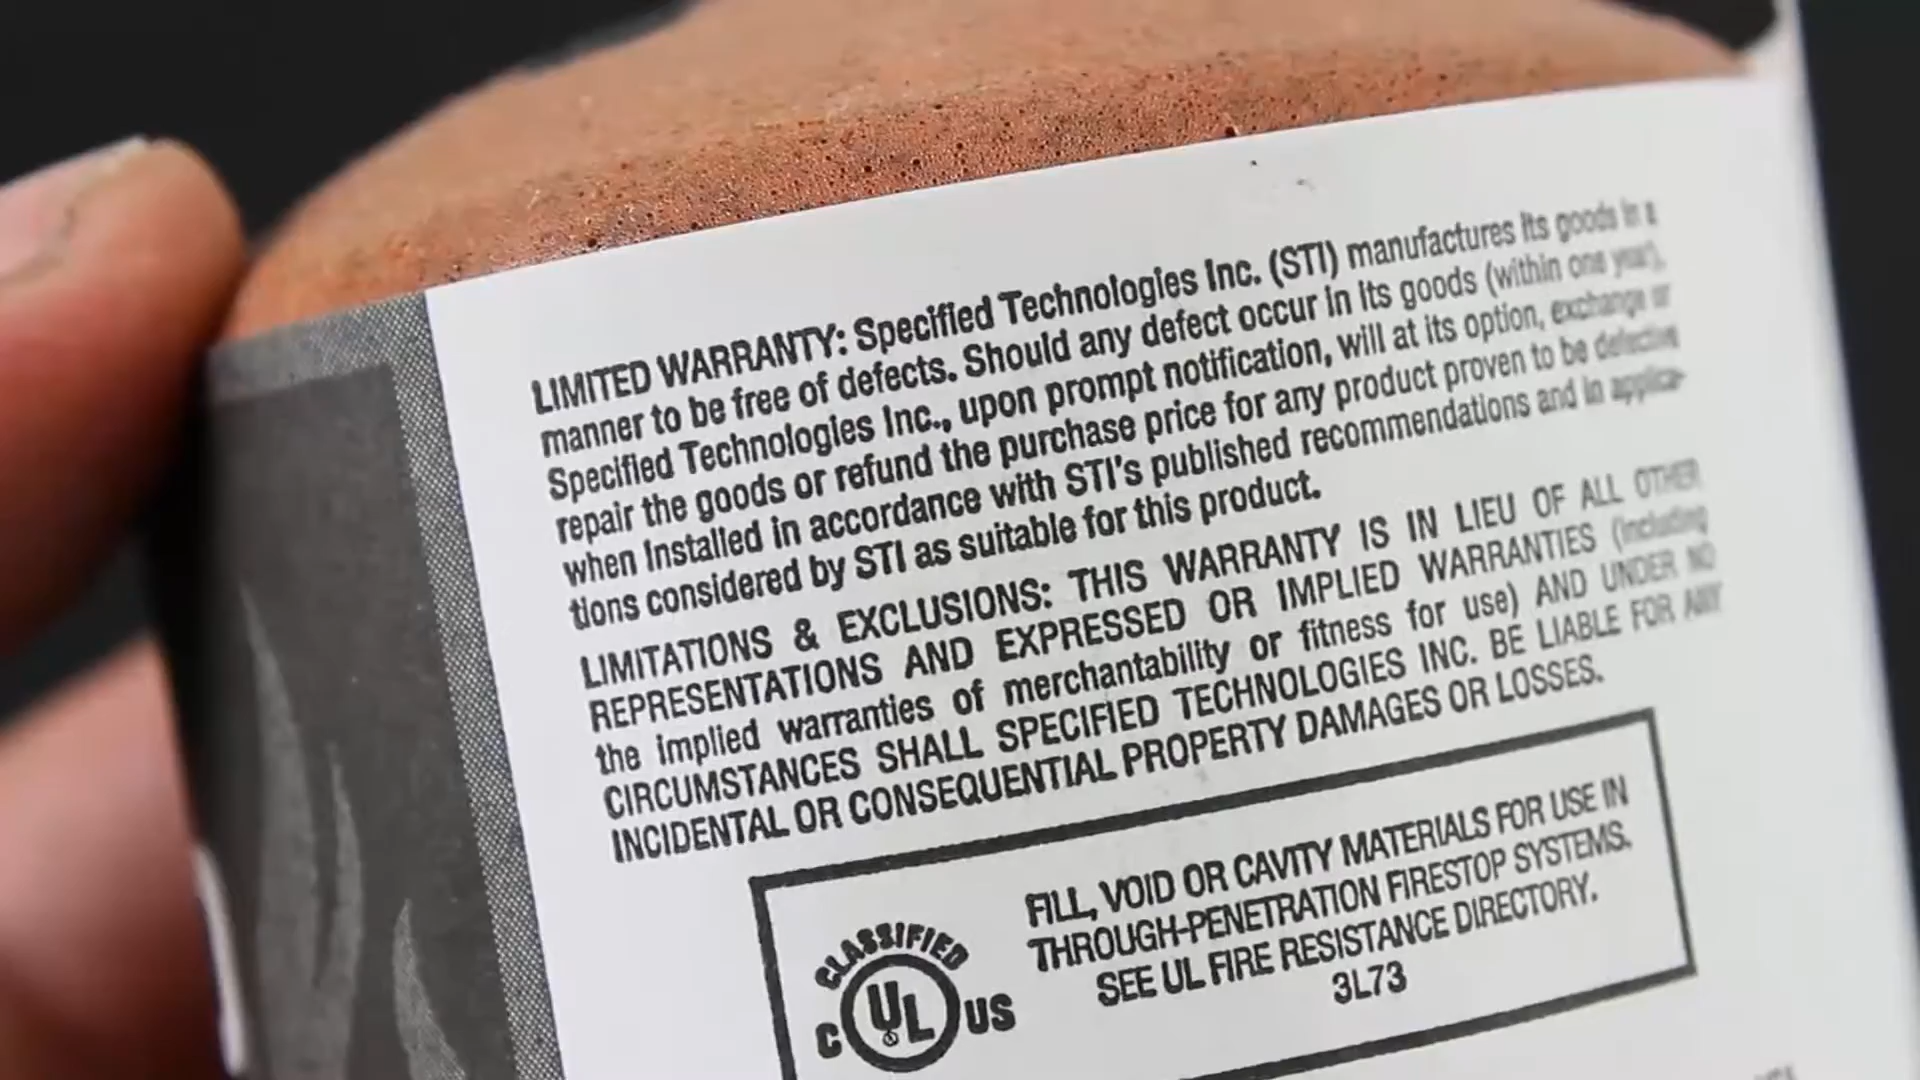 LIMITED WARRANTY: Specified Technologies Inc. (STI) manufactures its goods in a
manner to be free of defects. Should any defect occur in its goods (within one year),
Specified Technologies Inc., upon prompt notification, will at its option, exchange or
repair the goods or refund the purchase price for any product proven to be defective
when installed in accordance with STI's published recommendations and in applica-
tions considered by STI as suitable for this product.
LIMITATIONS & EXCLUSIONS: THIS WARRANTY IS IN LIEU OF ALL OTHER
REPRESENTATIONS AND EXPRESSED OR IMPLIED WARRANTIES (including
the implied warranties of merchantability or fitness for use) AND UNDER NO
CIRCUMSTANCES SHALL SPECIFIED TECHNOLOGIES INC. BE LIABLE FOR ANY
INCIDENTAL OR CONSEQUENTIAL PROPERTY DAMAGES OR LOSSES.
CLASSIFIED
C UL US
FILL, VOID OR CAVITY MATERIALS FOR USE IN
THROUGH-PENETRATION FIRESTOP SYSTEMS.
SEE UL FIRE RESISTANCE DIRECTORY.
3L73